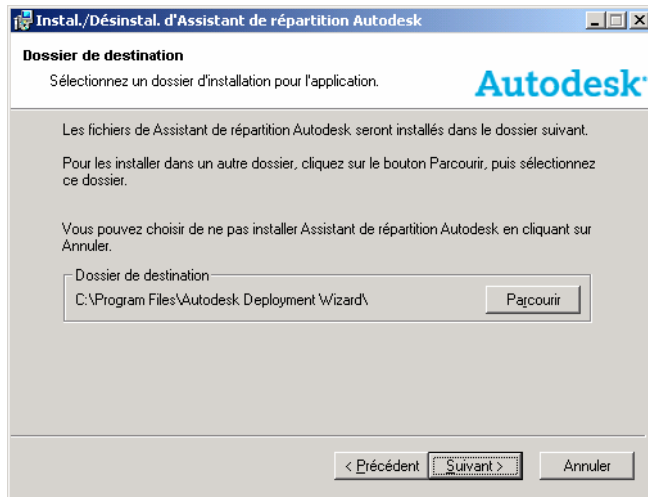 Instal./Désinstal. d'Assistant de répartition Autodesk
Dossier de destination
Sélectionnez un dossier d'installation pour l'application.
Autodesk
Les fichiers de Assistant de répartition Autodesk seront installés dans le dossier suivant.
Pour les installer dans un autre dossier, cliquez sur le bouton Parcourir, puis sélectionnez
ce dossier.
Vous pouvez choisir de ne pas installer Assistant de répartition Autodesk en cliquant sur
Annuler.
Dossier de destination
C:\Program Files\Autodesk Deployment Wizard\
Parcourir
< Précédent
Suivant >
Annuler